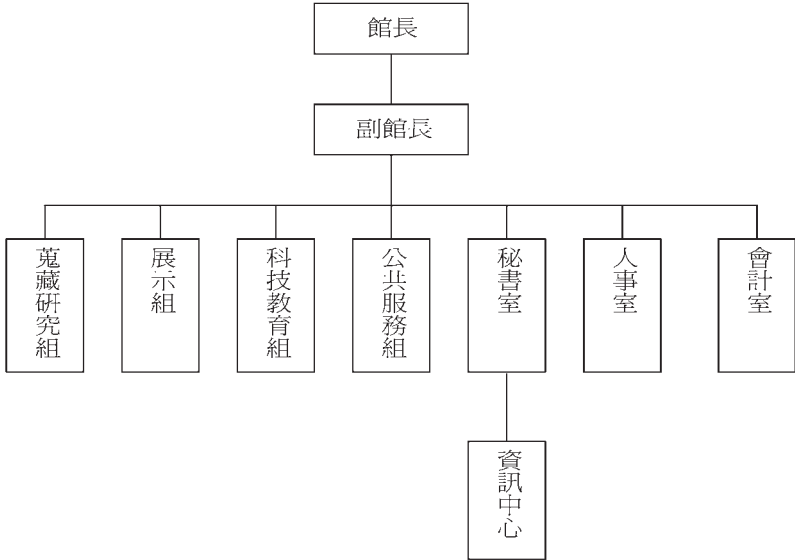 館長
副館長
蒐藏研究組
展示組
科技教育組
公共服務組
秘書室
人事室
會計室
資訊中心